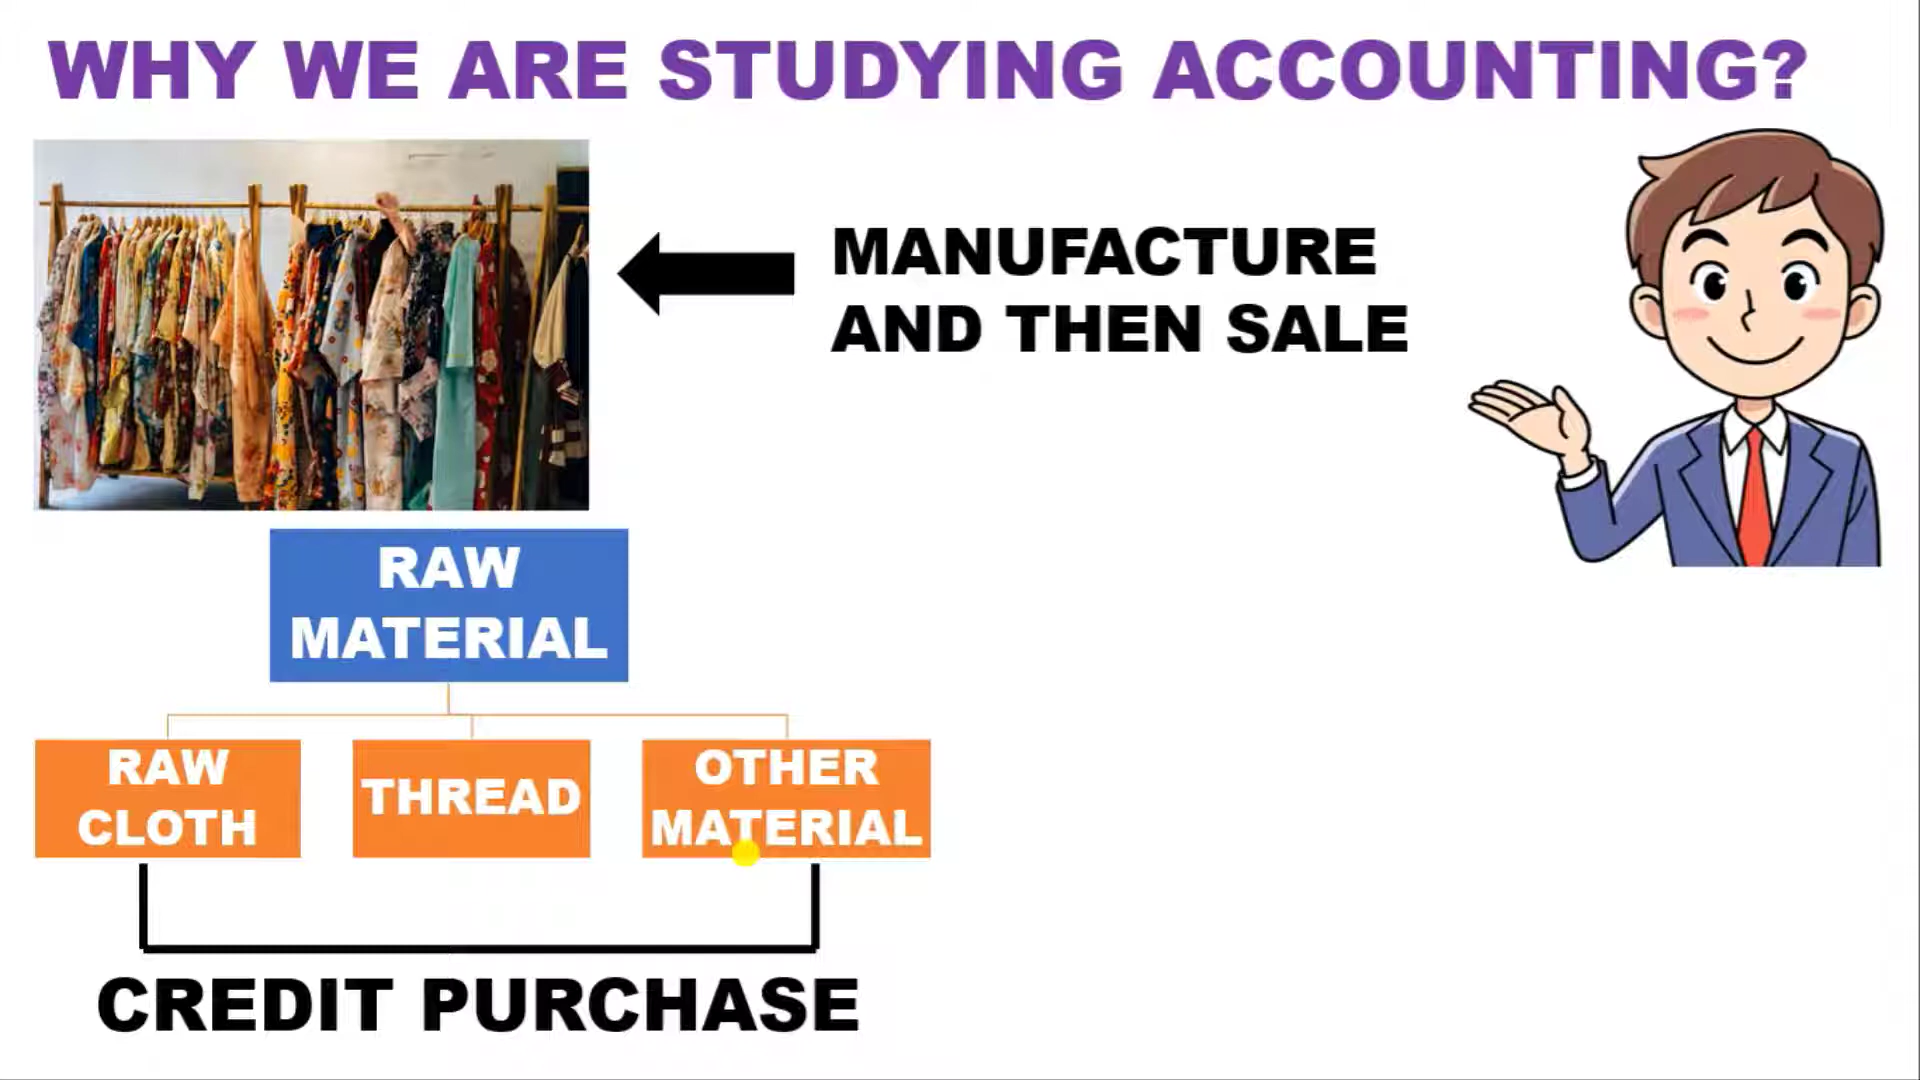 WHY WE ARE STUDYING ACCOUNTING?
MANUFACTURE
AND THEN SALE
RAW
MATERIAL
RAW
CLOTH
THREAD
OTHER
MATERIAL
CREDIT PURCHASE